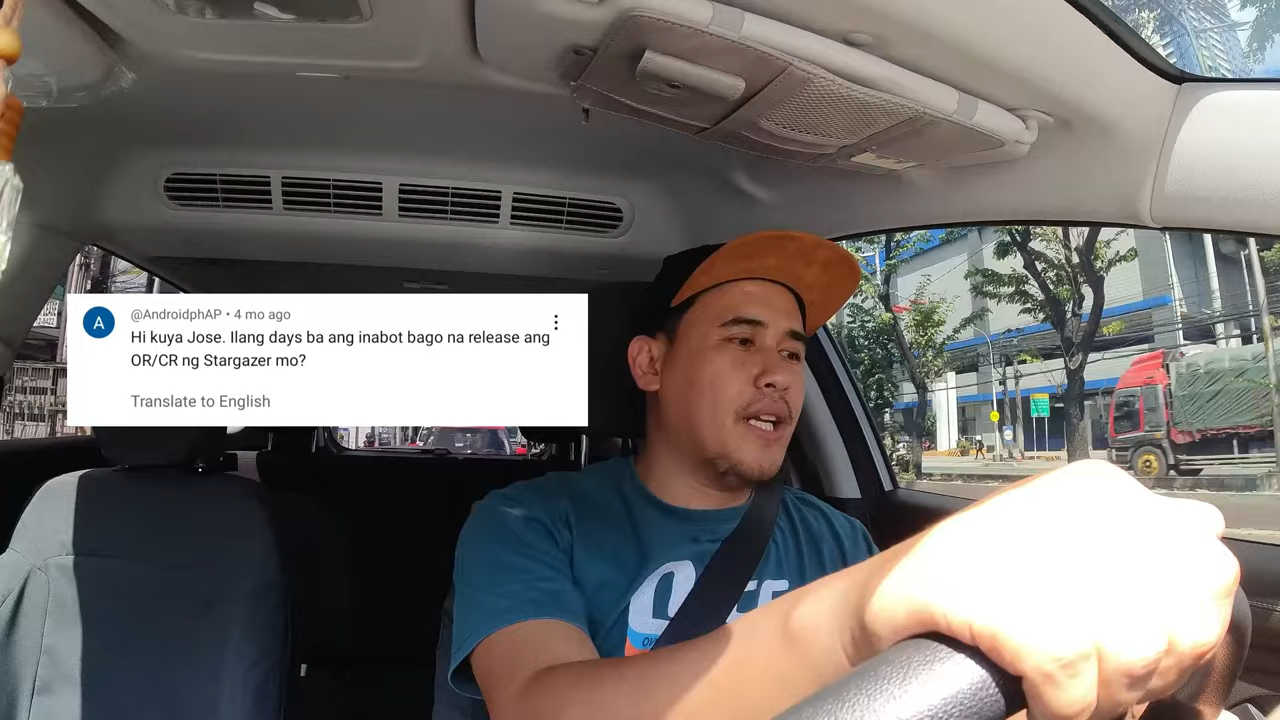 @AndroidphAP • 4 mo ago
Hi kuya Jose. Ilang days ba ang inabot bago na release ang
OR/CR ng Stargazer mo?
Translate to English
A